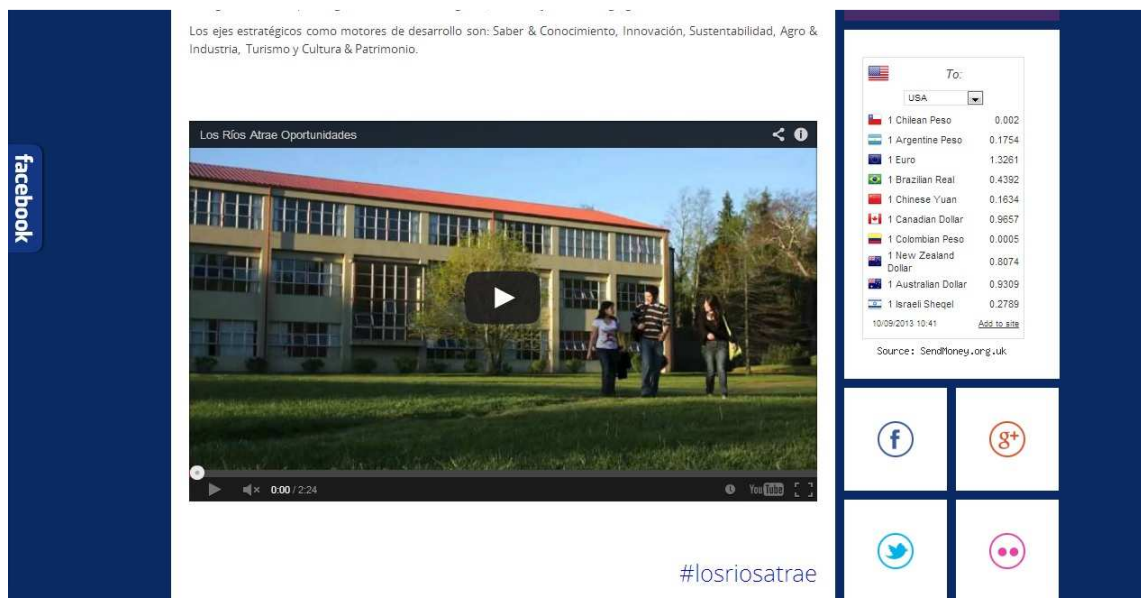 Los ejes estratégicos como motores de desarrollo son: Saber & Conocimiento, Innovación, Sustentabilidad, Agro &
Industria, Turismo y Cultura & Patrimonio.
facebook
Los Ríos Atrae Oportunidades
0:00 / 2:24
YouTube
#losriosatrae
To:
USA
1 Chilean Peso 0.002
1 Argentine Peso 0.1754
1 Euro 1.3261
1 Brazilian Real 0.4392
1 Chinese Yuan 0.1634
1 Canadian Dollar 0.9657
1 Colombian Peso 0.0005
1 New Zealand
Dollar 0.8074
1 Australian Dollar 0.9309
1 Israeli Sheqel 0.2789
10/09/2013 10:41 Add to site
Source: SendMoney.org.uk
f
g+